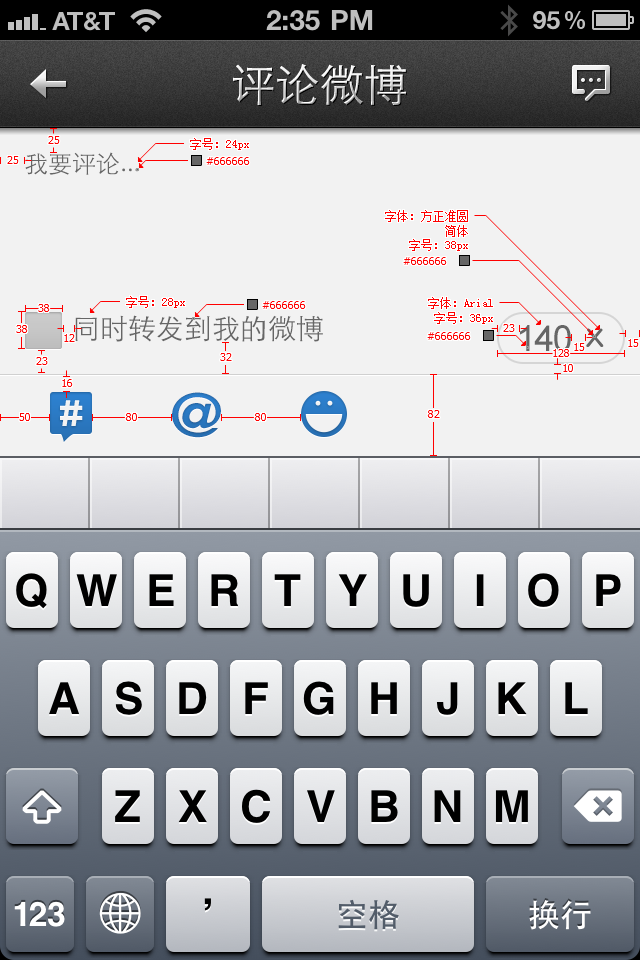 AT&T 2:35 PM 95%
评论微博
25
25 我要评论...
字号: 24px
#666666
字体: 方正准圆
简体
字号: 38px
#666666
38
字号: 28px
#666666
字体: Arial
字号: 36px
#666666
38
12
同时转发到我的微博
23
140 ×
15
15
128
23
32
10
16
#
@
50
80
80
82
Q W E R T Y U I O P
A S D F G H J K L
Z X C V B N M
123 ， 空格 换行